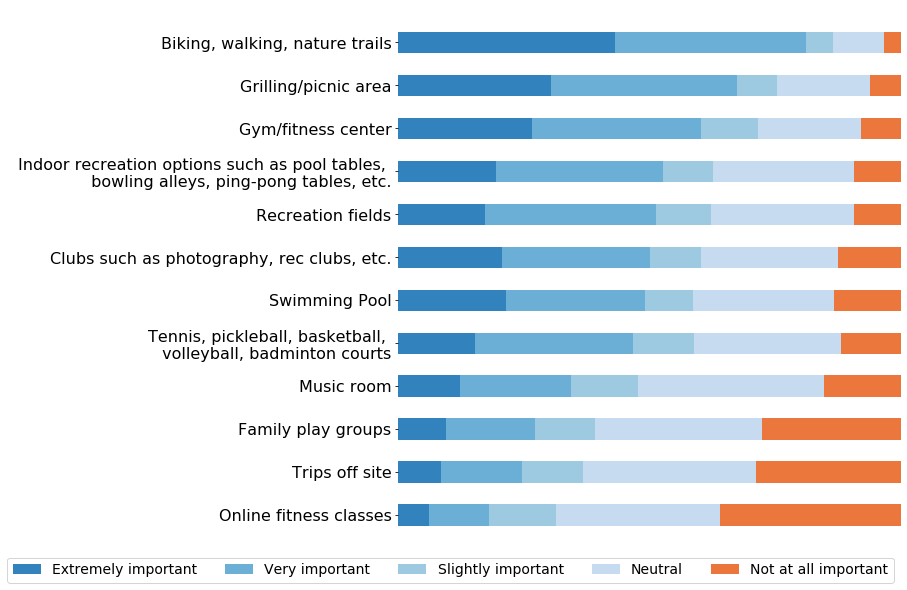 Biking, walking, nature trails
Grilling/picnic area
Gym/fitness center
Indoor recreation options such as pool tables,
bowling alleys, ping-pong tables, etc.
Recreation fields
Clubs such as photography, rec clubs, etc.
Swimming Pool
Tennis, pickleball, basketball,
volleyball, badminton courts
Music room
Family play groups
Trips off site
Online fitness classes
Extremely important Very important Slightly important Neutral Not at all important